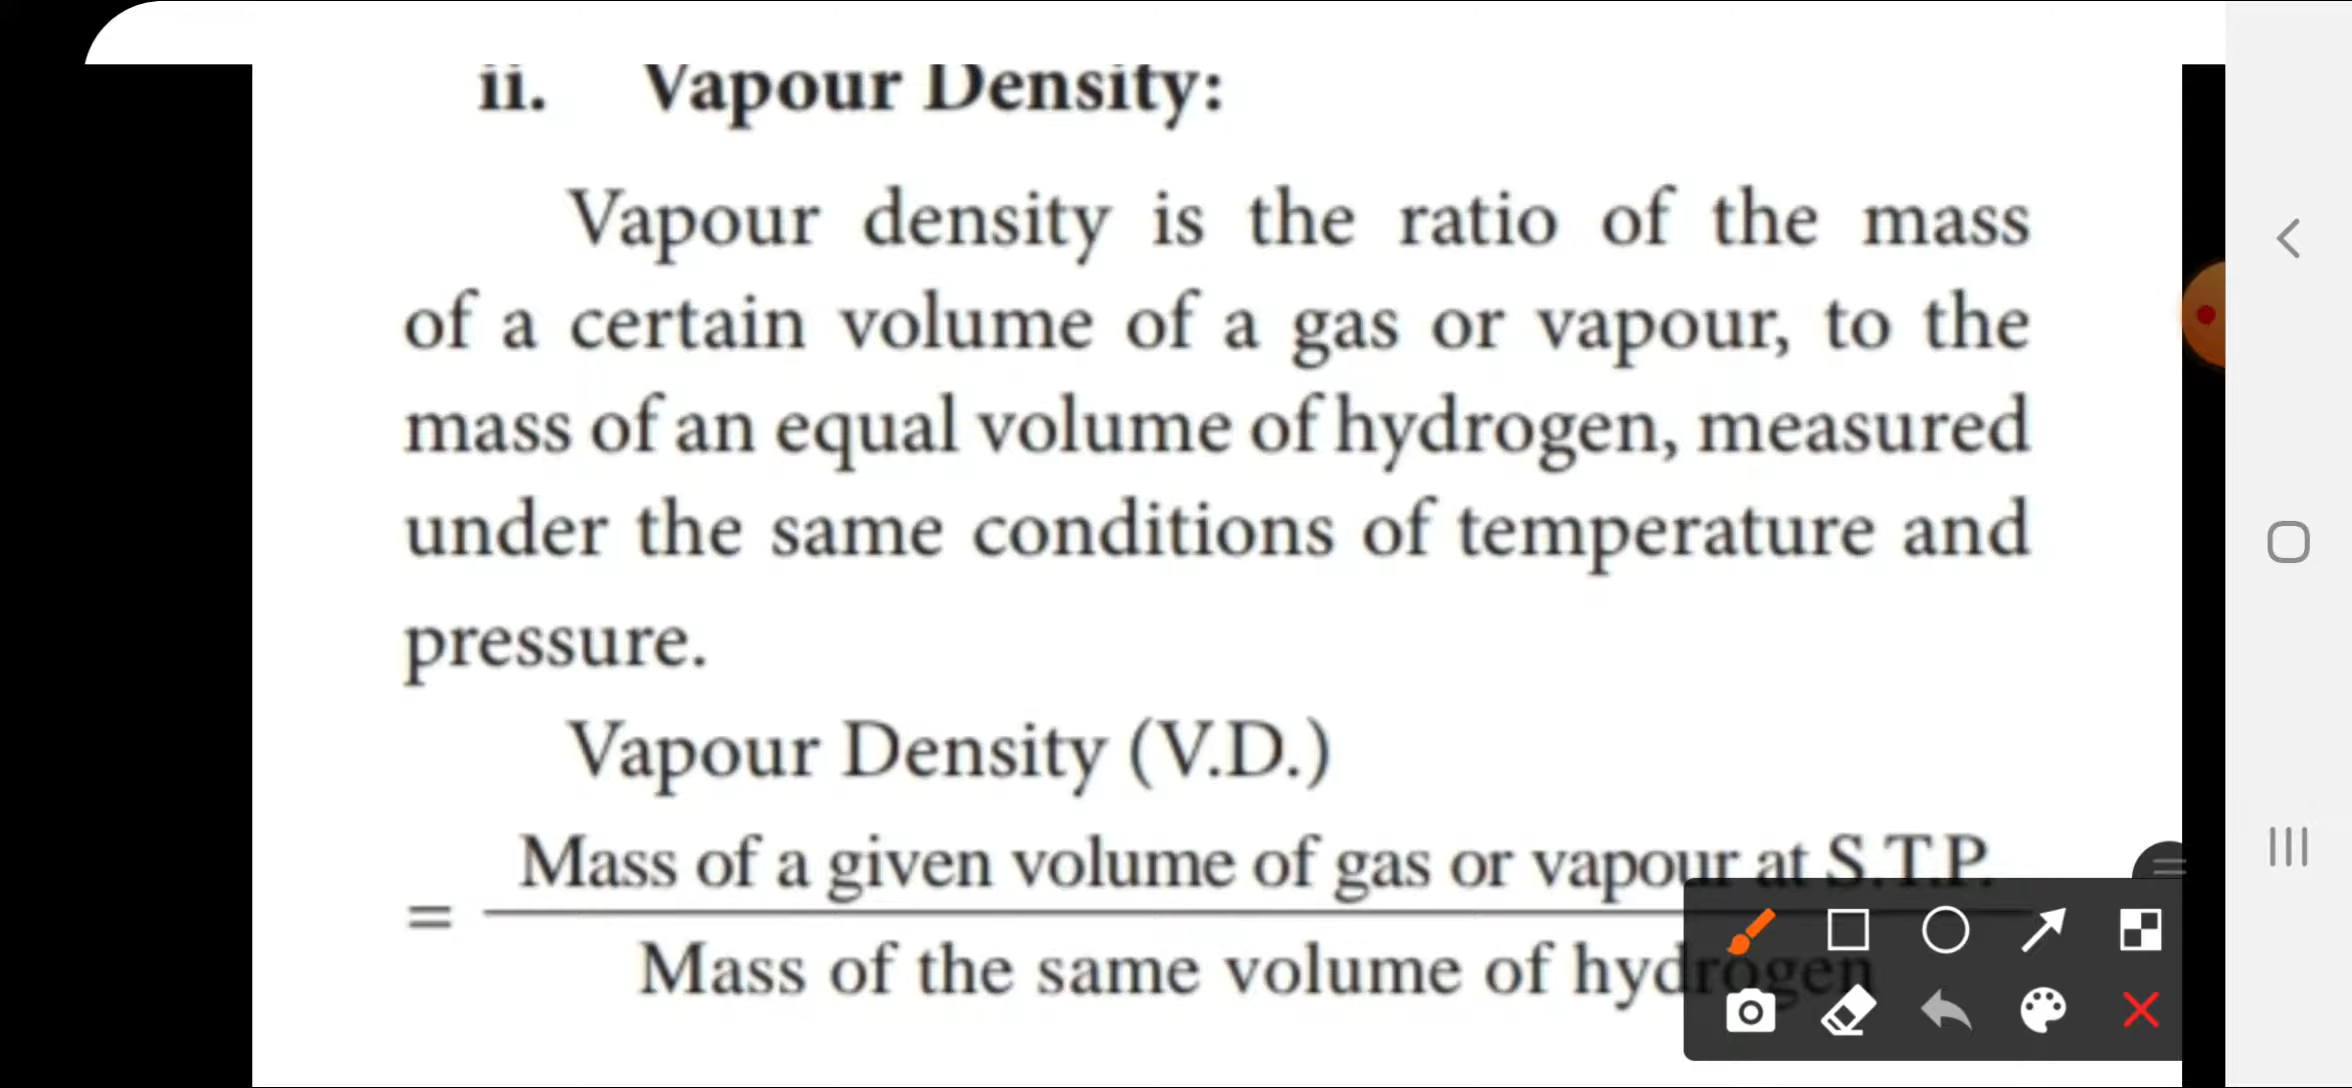 ii. Vapour Density:
Vapour density is the ratio of the mass
of a certain volume of a gas or vapour, to the
mass of an equal volume of hydrogen, measured
under the same conditions of temperature and
pressure.
Vapour Density (V.D.)
Mass of a given volume of gas or vapour at S.T.P.
=
Mass of the same volume of hydrogen